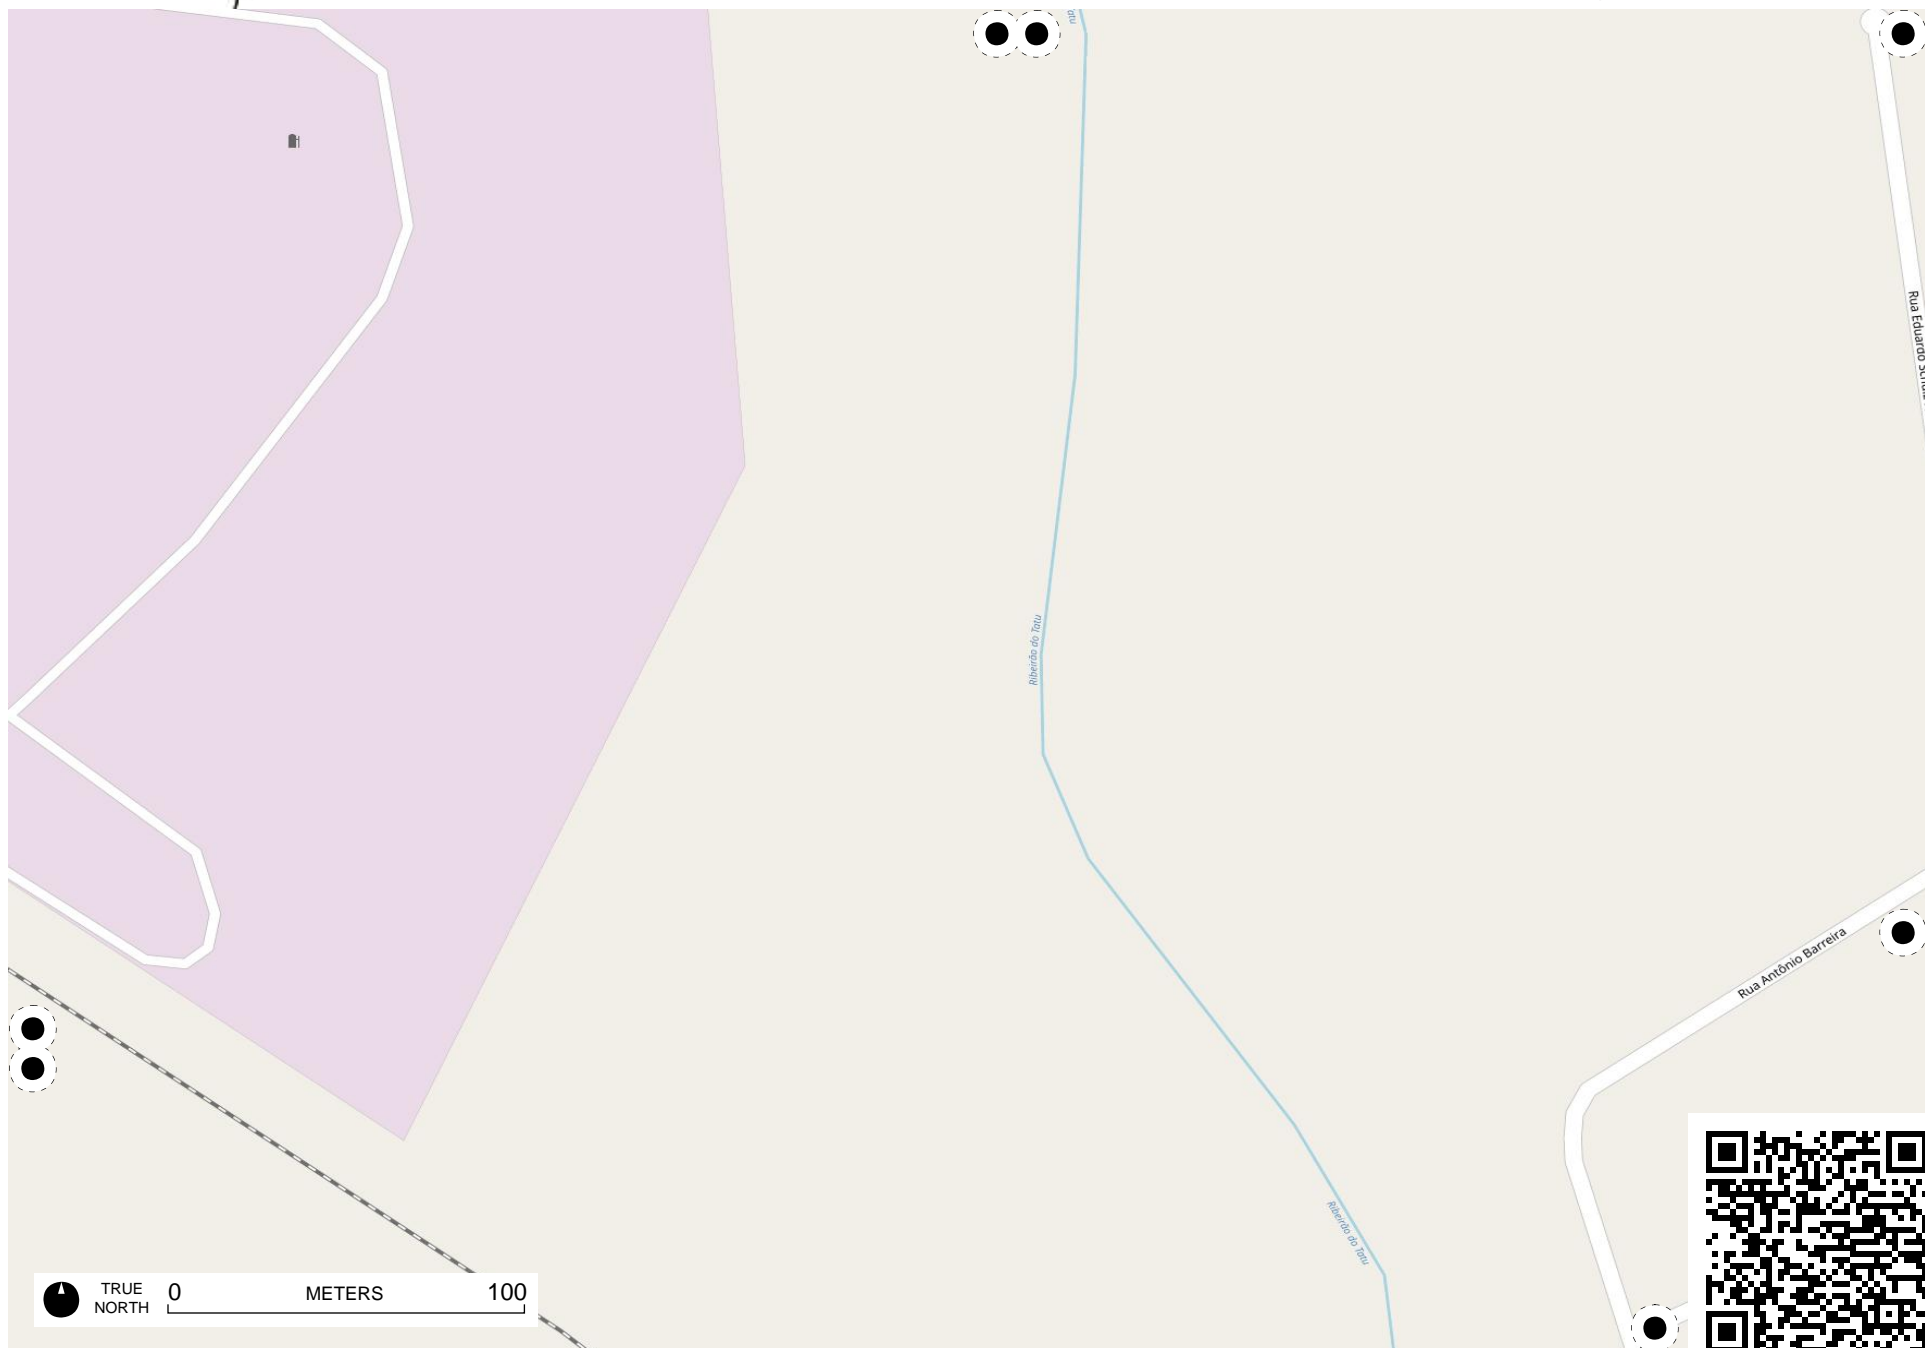 Rua Eduardo
Ribeirão do Tatu
Rua Antônio Barreira
Ribeirão do Tatu
TRUE
NORTH
0 METERS 100